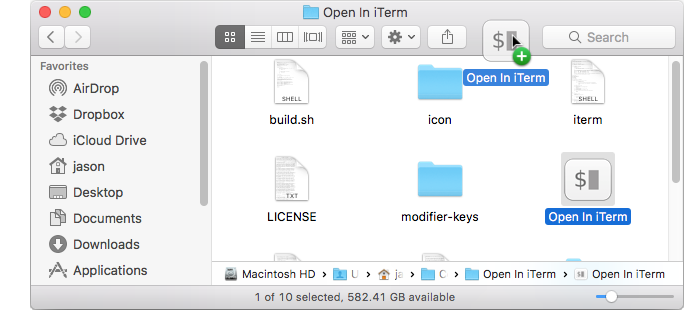 Open In iTerm
$
Search
Open In iTerm
Favorites
AirDrop
Dropbox
iCloud Drive
jason
Desktop
Documents
Downloads
Applications
SHELL
SHELL
build.sh
icon
iterm
TXT
$
LICENSE
modifier-keys
Open In iTerm
Macintosh HD U ja C Open In iTerm Open In iTerm
1 of 10 selected, 582.41 GB available